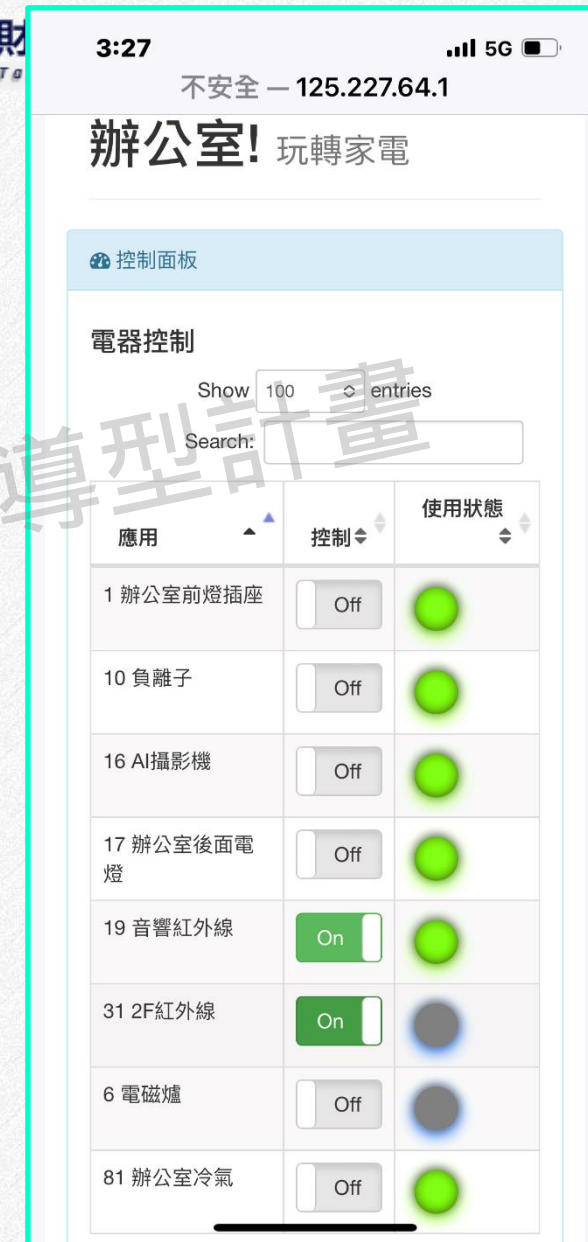 3:27
5G
不安全 — 125.227.64.1
辦公室! 玩轉家電
控制面板
電器控制
Show 100 entries
Search:
導型計畫
應用 控制 使用狀態
1 辦公室前燈插座 Off
10 負離子 Off
16 AI攝影機 Off
17 辦公室後面電
燈 Off
19 音響紅外線 On
31 2F紅外線 On
6 電磁爐 Off
81 辦公室冷氣 Off